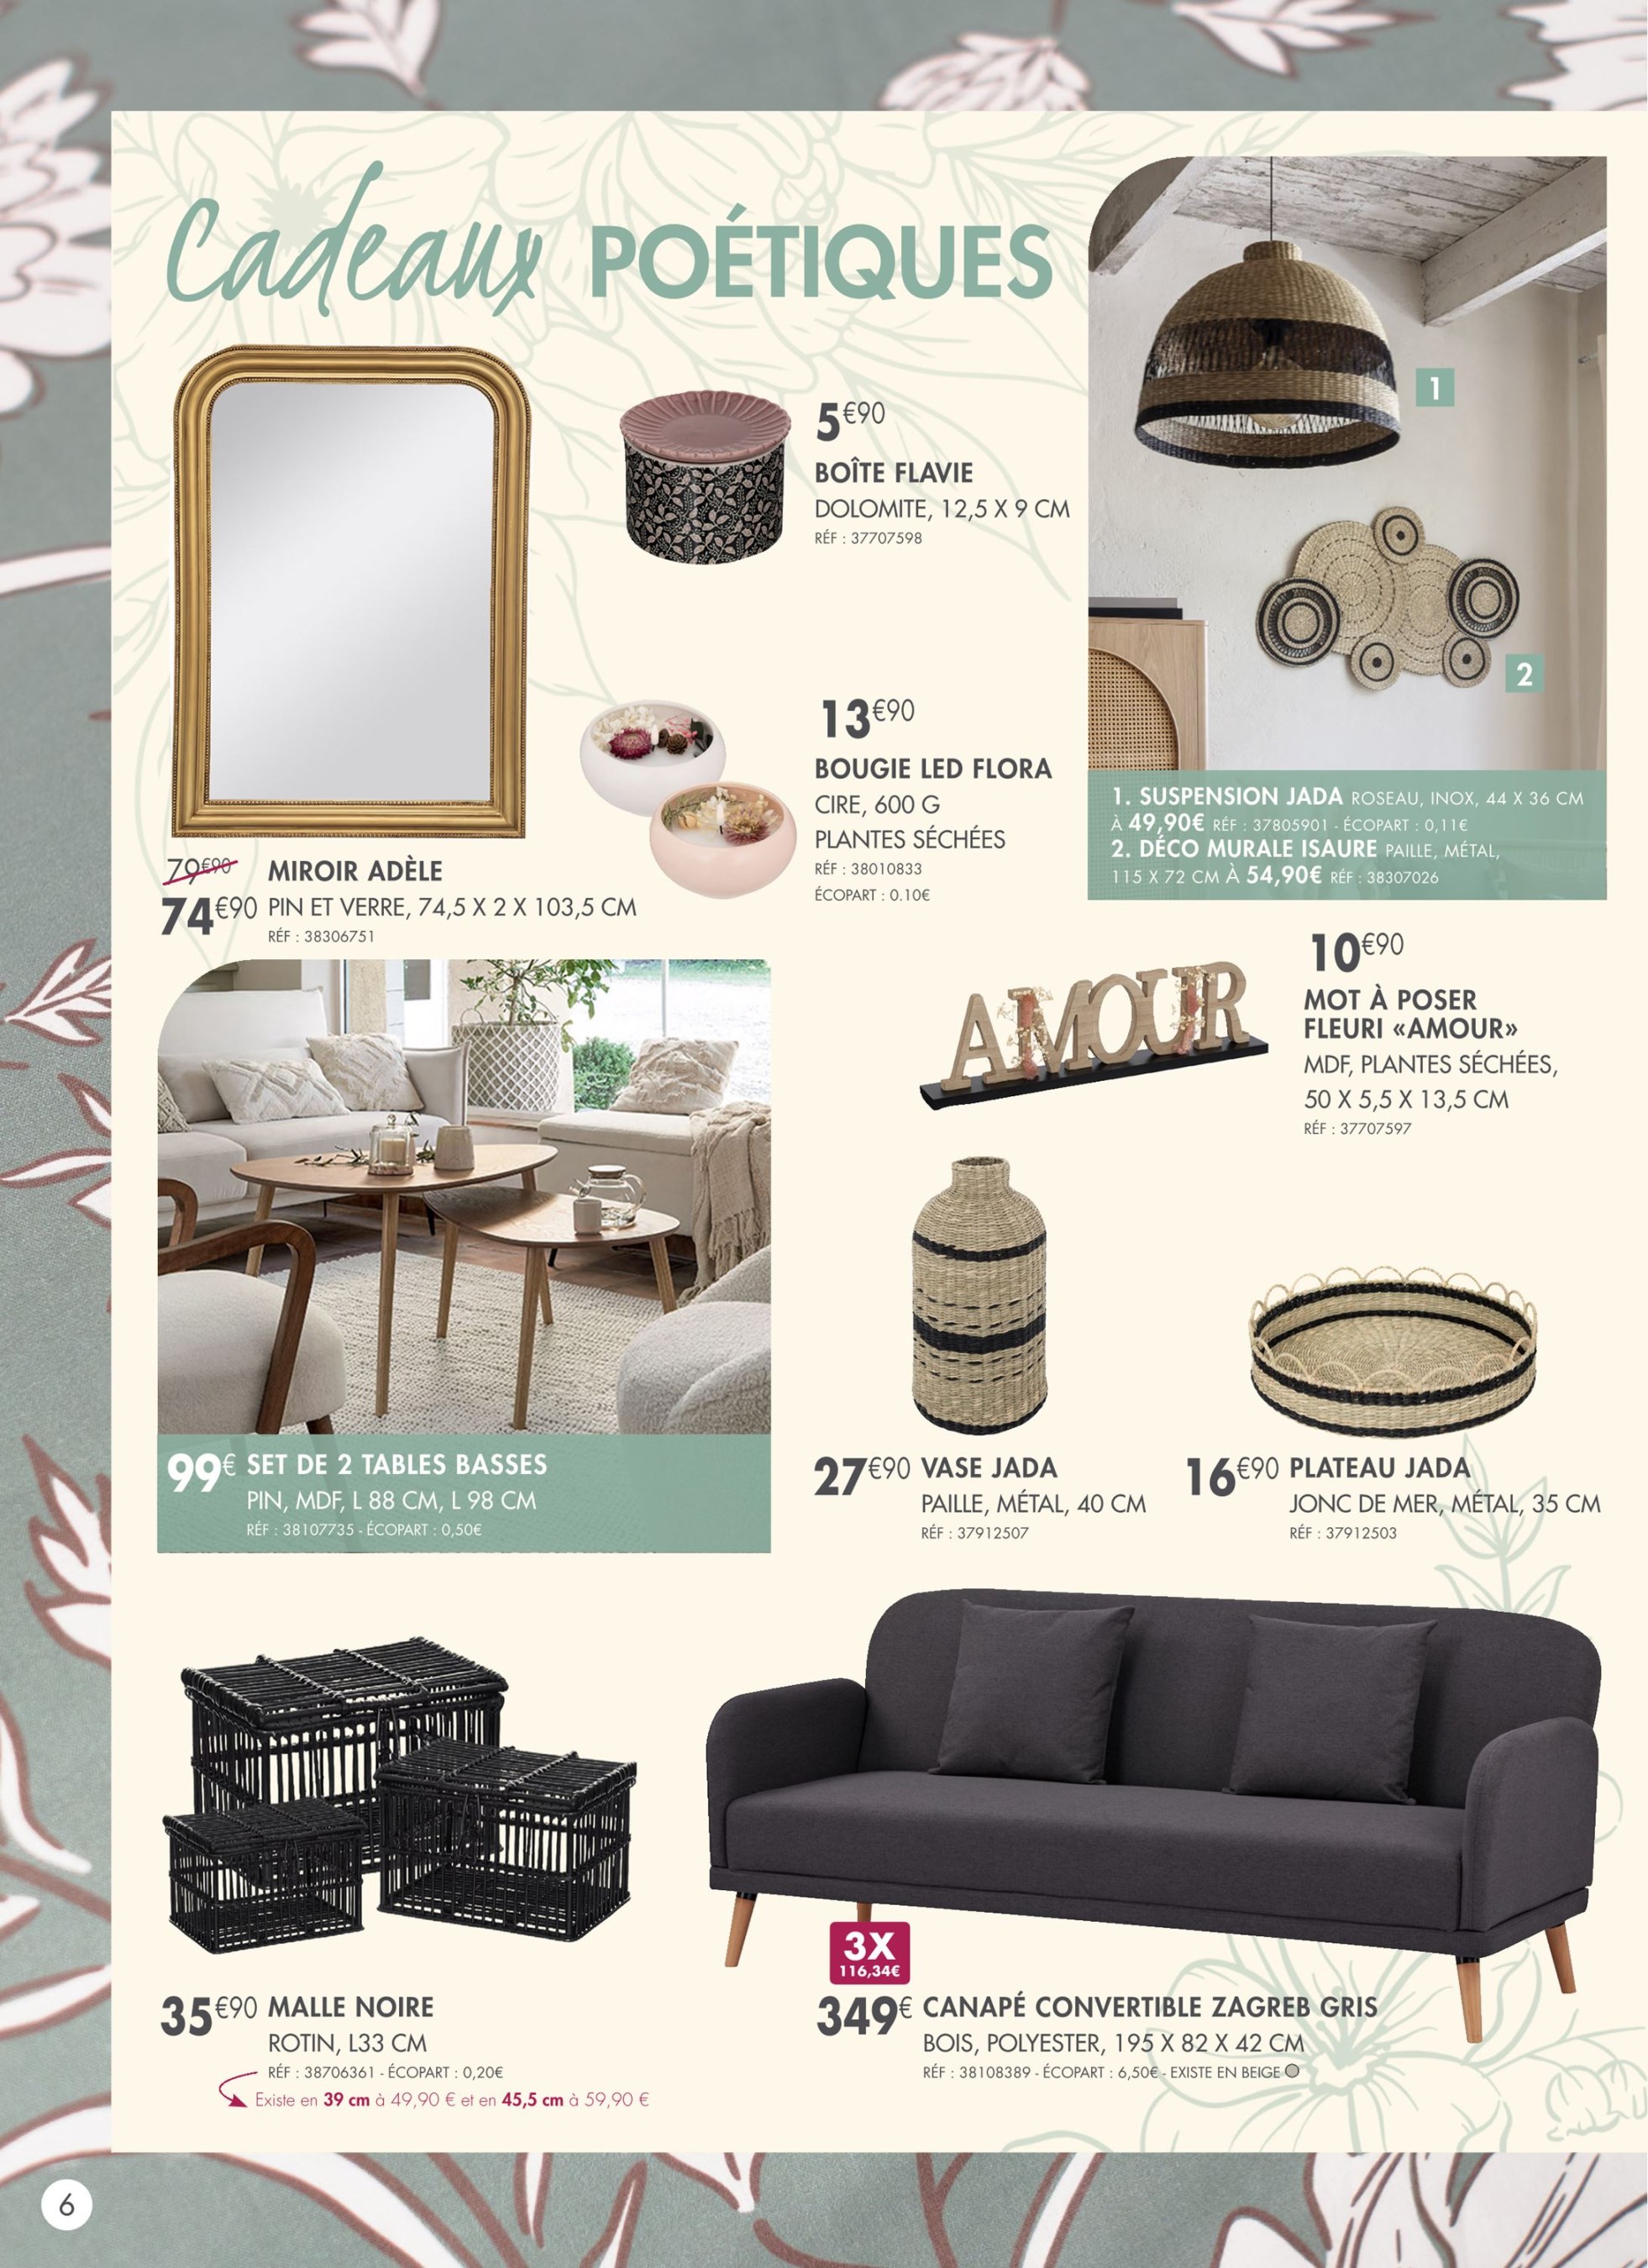 Cadeaux POÉTIQUES
5€90
BOÎTE FLAVIE
DOLOMITE, 12,5 X 9 CM
RÉF : 37707598
1
2
13€90
BOUGIE LED FLORA
CIRE, 600 G
PLANTES SÉCHÉES
RÉF : 38010833
ÉCOPART : 0.10€
1. SUSPENSION JADA ROSEAU, INOX, 44 X 36 CM
À 49,90€ RÉF : 37805901 - ÉCOPART : 0,11€
2. DÉCO MURALE ISAURE PAILLE, MÉTAL,
115 X 72 CM À 54,90€ RÉF : 38307026
79€90 MIROIR ADÈLE
74€90 PIN ET VERRE, 74,5 X 2 X 103,5 CM
RÉF : 38306751
AMOUR
10€90
MOT À POSER
FLEURI «AMOUR»
MDF, PLANTES SÉCHÉES,
50 X 5,5 X 13,5 CM
RÉF : 37707597
99€ SET DE 2 TABLES BASSES
PIN, MDF, L 88 CM, L 98 CM
RÉF : 38107735 - ÉCOPART : 0,50€
27€90 VASE JADA
PAILLE, MÉTAL, 40 CM
RÉF : 37912507
16€90 PLATEAU JADA
JONC DE MER, MÉTAL, 35 CM
RÉF : 37912503
35€90 MALLE NOIRE
ROTIN, L33 CM
RÉF : 38706361 - ÉCOPART : 0,20€
Existe en 39 cm à 49,90 € et en 45,5 cm à 59,90 €
3X
116,34€
349€ CANAPÉ CONVERTIBLE ZAGREB GRIS
BOIS, POLYESTER, 195 X 82 X 42 CM
RÉF : 38108389 - ÉCOPART : 6,50€ - EXISTE EN BEIGE
6